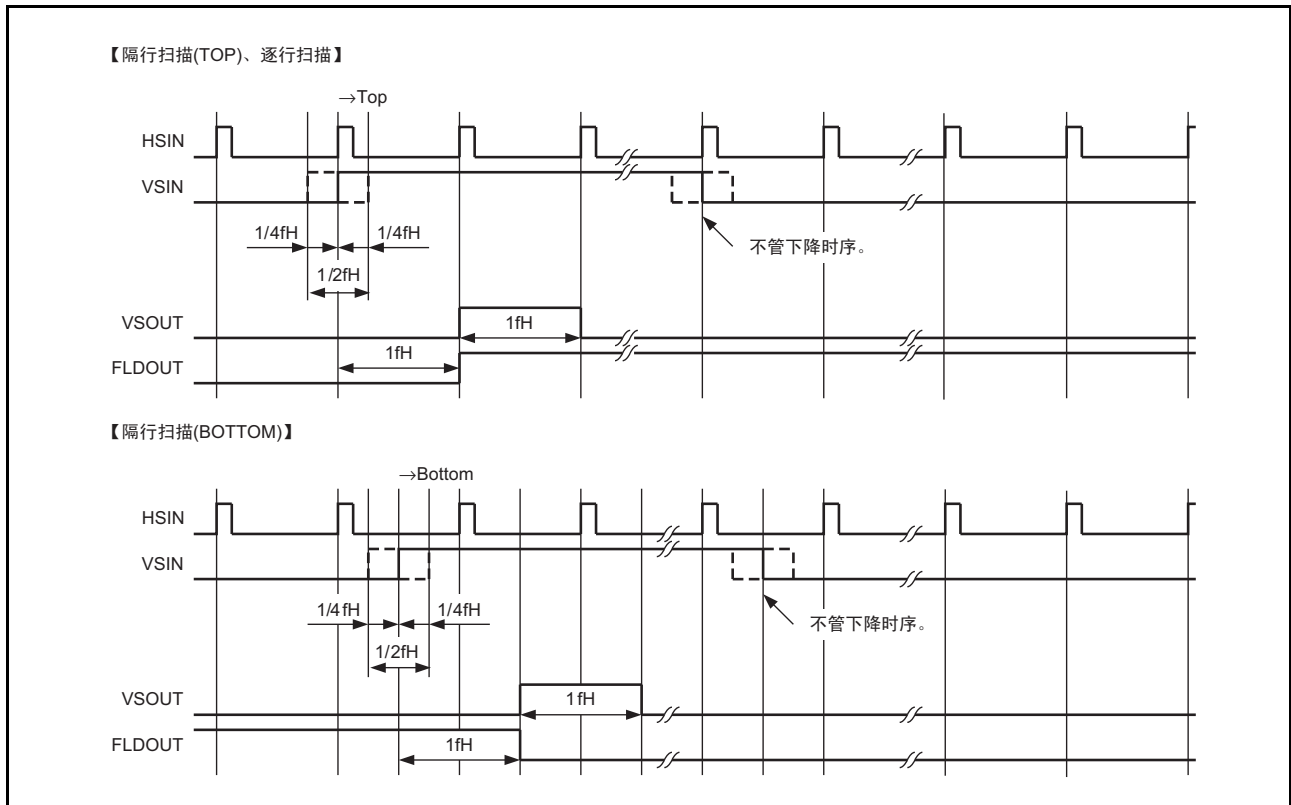 【隔行扫描(TOP)、逐行扫描】
→Top
HSIN
VSIN
1/4fH
1/4fH
不管下降时序。
1/2fH
VSOUT
1fH
1fH
FLDOUT
【隔行扫描(BOTTOM)】
→Bottom
HSIN
VSIN
1/4fH
1/4fH
不管下降时序。
1/2fH
VSOUT
1fH
FLDOUT
1fH